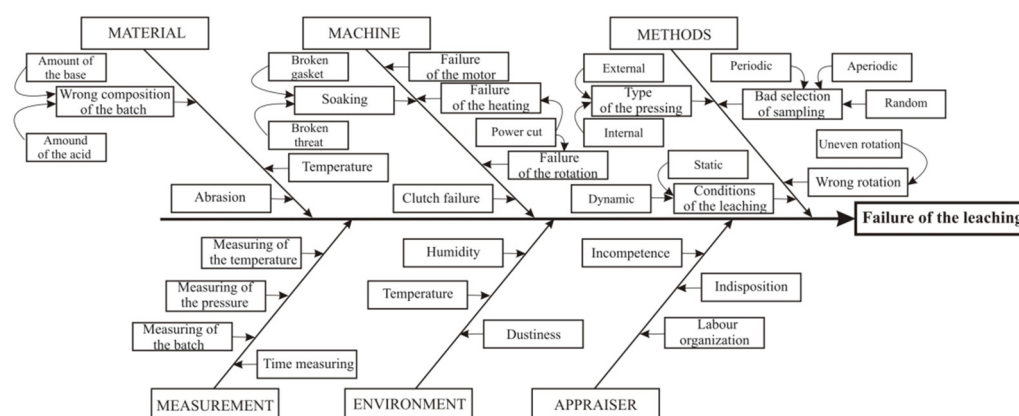 MATERIAL
MACHINE
METHODS
Amount of
the base
Wrong composition
of the batch
Amound
of the acid
Temperature
Abrasion
Broken
gasket
Soaking
Broken
threat
Failure
of the motor
Failure
of the heating
Power cut
Failure
of the rotation
Clutch failure
External
Type
of the pressing
Internal
Periodic
Aperiodic
Bad selection
of sampling
Random
Uneven rotation
Wrong rotation
Static
Dynamic
Conditions
of the leaching
Failure of the leaching
Measuring of
the temperature
Measuring of
the pressure
Measuring of
the batch
Time measuring
Humidity
Temperature
Dustiness
Incompetence
Indisposition
Labour
organization
MEASUREMENT
ENVIRONMENT
APPRAISER